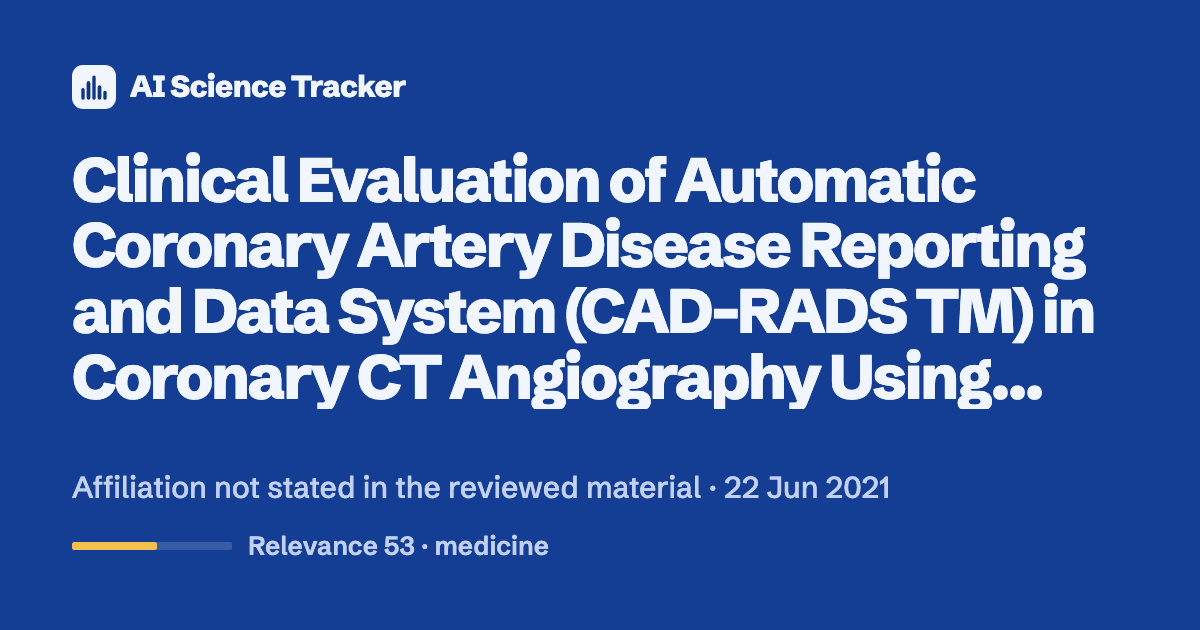 AI Science Tracker
Clinical Evaluation of Automatic
Coronary Artery Disease Reporting
and Data System (CAD-RADS TM) in
Coronary CT Angiography Using...
Affiliation not stated in the reviewed material · 22 Jun 2021
Relevance 53 · medicine